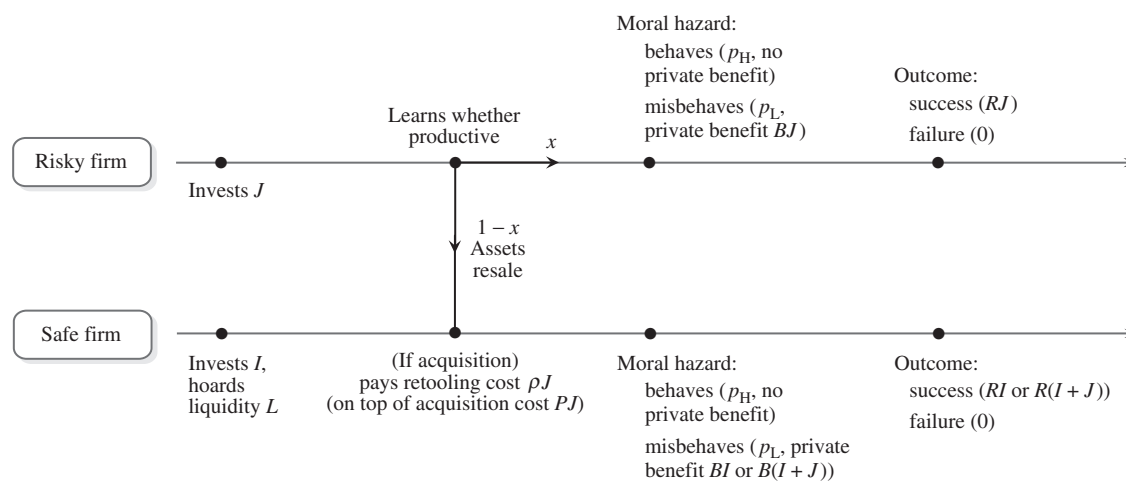 Moral hazard:
behaves (pH, no
private benefit)
misbehaves (pL,
private benefit BJ)
Outcome:
success (RJ)
failure (0)
Learns whether
productive
x
Risky firm
Invests J
1 – x
Assets
resale
Safe firm
Invests I,
hoards
liquidity L
(If acquisition)
pays retooling cost ρJ
(on top of acquisition cost PJ)
Moral hazard:
behaves (pH, no
private benefit)
misbehaves (pL, private
benefit BI or B(I + J))
Outcome:
success (RI or R(I + J))
failure (0)